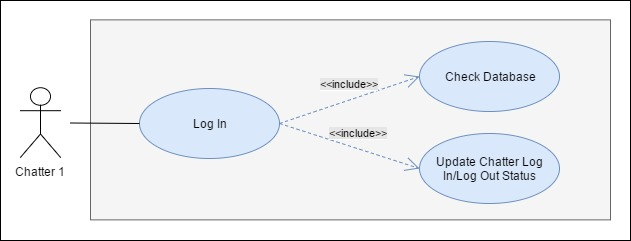 Check Database
<<include>>
Log In
<<include>>
Update Chatter Log
In/Log Out Status
Chatter 1